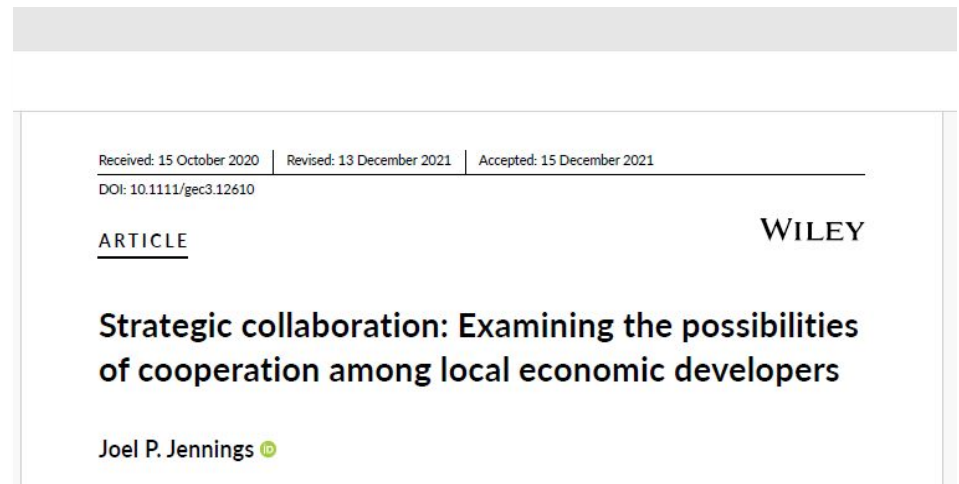 Received: 15 October 2020 | Revised: 13 December 2021 | Accepted: 15 December 2021
DOI: 10.1111/gec3.12610
WILEY
ARTICLE
Strategic collaboration: Examining the possibilities
of cooperation among local economic developers
Joel P. Jennings iD